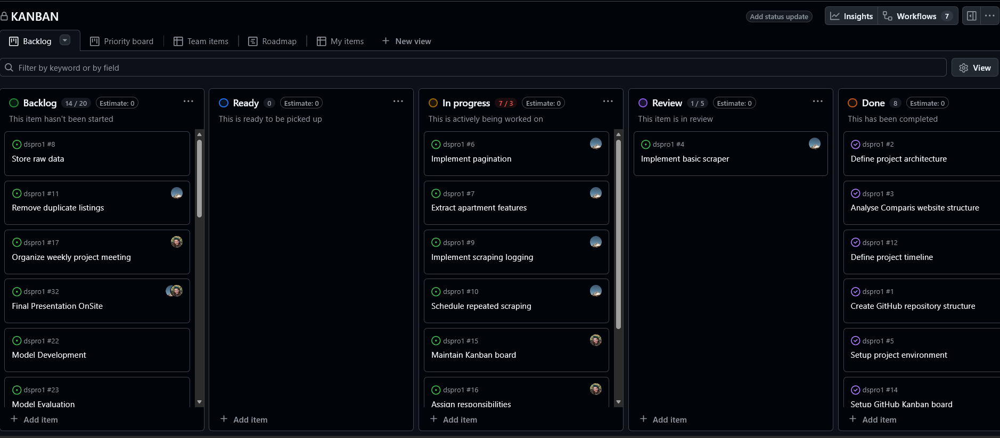 KANBAN
Add status update
Insights
Workflows 7
Backlog
Priority board
Team items
Roadmap
My items
New view
Filter by keyword or by field
View
Backlog 14 / 20 Estimate: 0
This item hasn't been started
dspro1 #8
Store raw data
dspro1 #11
Remove duplicate listings
dspro1 #17
Organize weekly project meeting
dspro1 #32
Final Presentation OnSite
dspro1 #22
Model Development
dspro1 #23
Model Evaluation
Add item
Ready 0 Estimate: 0
This is ready to be picked up
Add item
In progress 7 / 3 Estimate: 0
This is actively being worked on
dspro1 #6
Implement pagination
dspro1 #7
Extract apartment features
dspro1 #9
Implement scraping logging
dspro1 #10
Schedule repeated scraping
dspro1 #15
Maintain Kanban board
dspro1 #16
Assign responsibilities
Add item
Review 1 / 5 Estimate: 0
This item is in review
dspro1 #4
Implement basic scraper
Add item
Done 8 Estimate: 0
This has been completed
dspro1 #2
Define project architecture
dspro1 #3
Analyse Comparis website structure
dspro1 #12
Define project timeline
dspro1 #1
Create GitHub repository structure
dspro1 #5
Setup project environment
dspro1 #14
Setup GitHub Kanban board
Add item